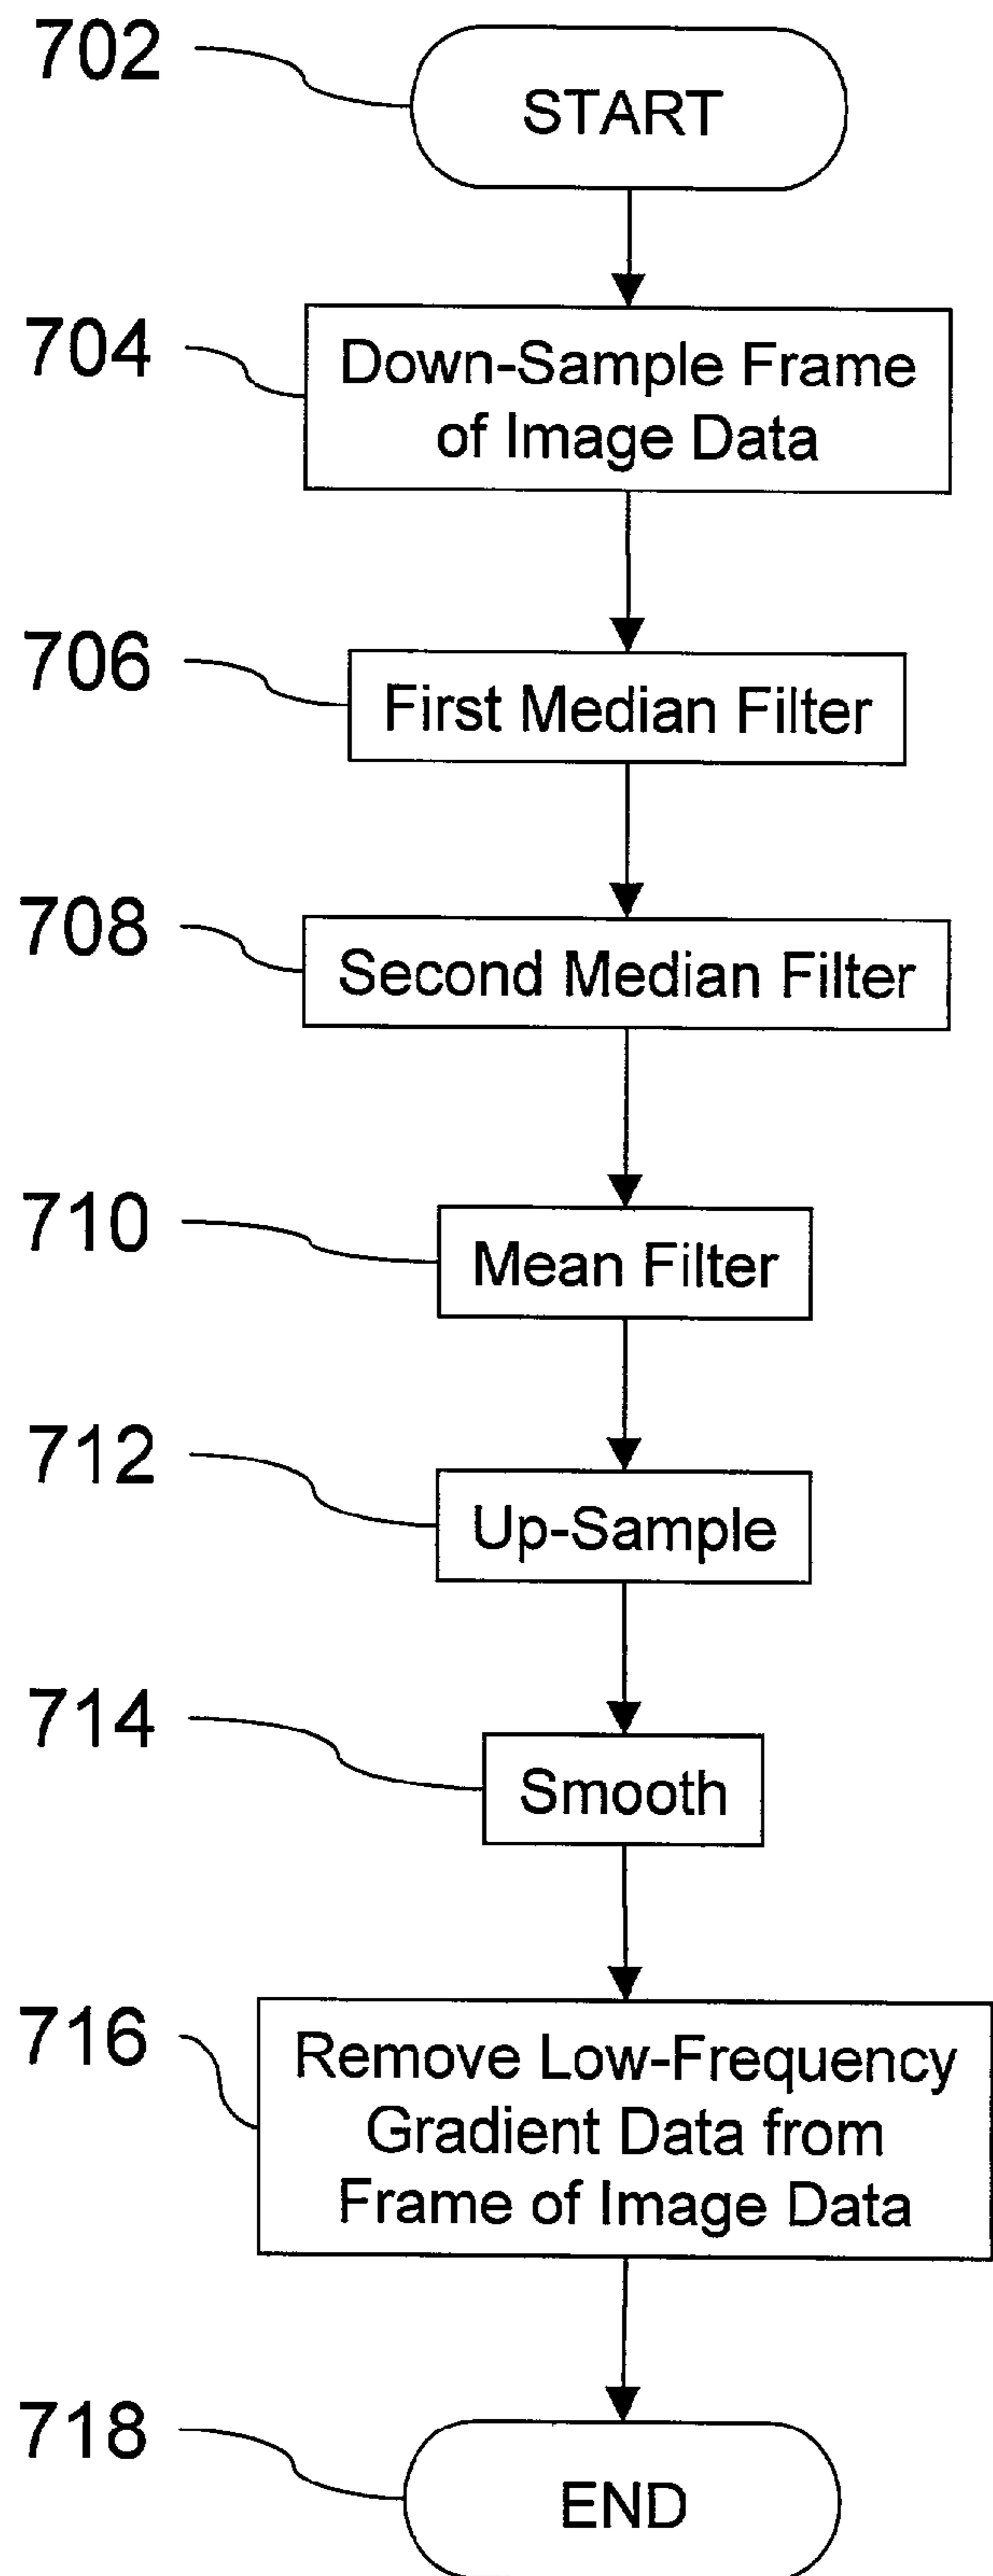 702
START
704
Down-Sample Frame
of Image Data
706
First Median Filter
708
Second Median Filter
710
Mean Filter
712
Up-Sample
714
Smooth
716
Remove Low-Frequency
Gradient Data from
Frame of Image Data
718
END